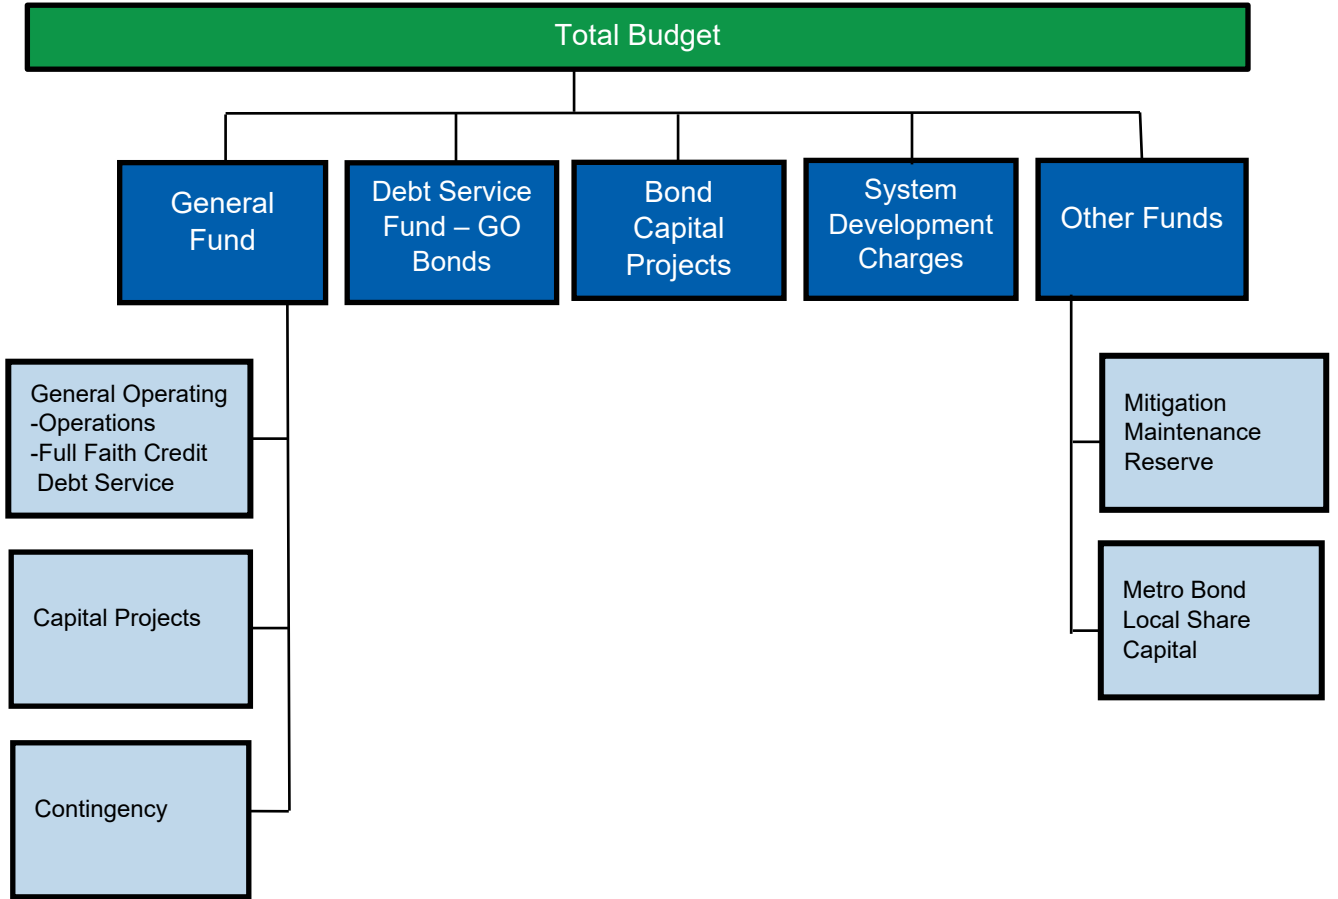 Total Budget
General
Fund
Debt Service
Fund – GO
Bonds
Bond
Capital
Projects
System
Development
Charges
Other Funds
General Operating
-Operations
-Full Faith Credit
Debt Service
Capital Projects
Contingency
Mitigation
Maintenance
Reserve
Metro Bond
Local Share
Capital